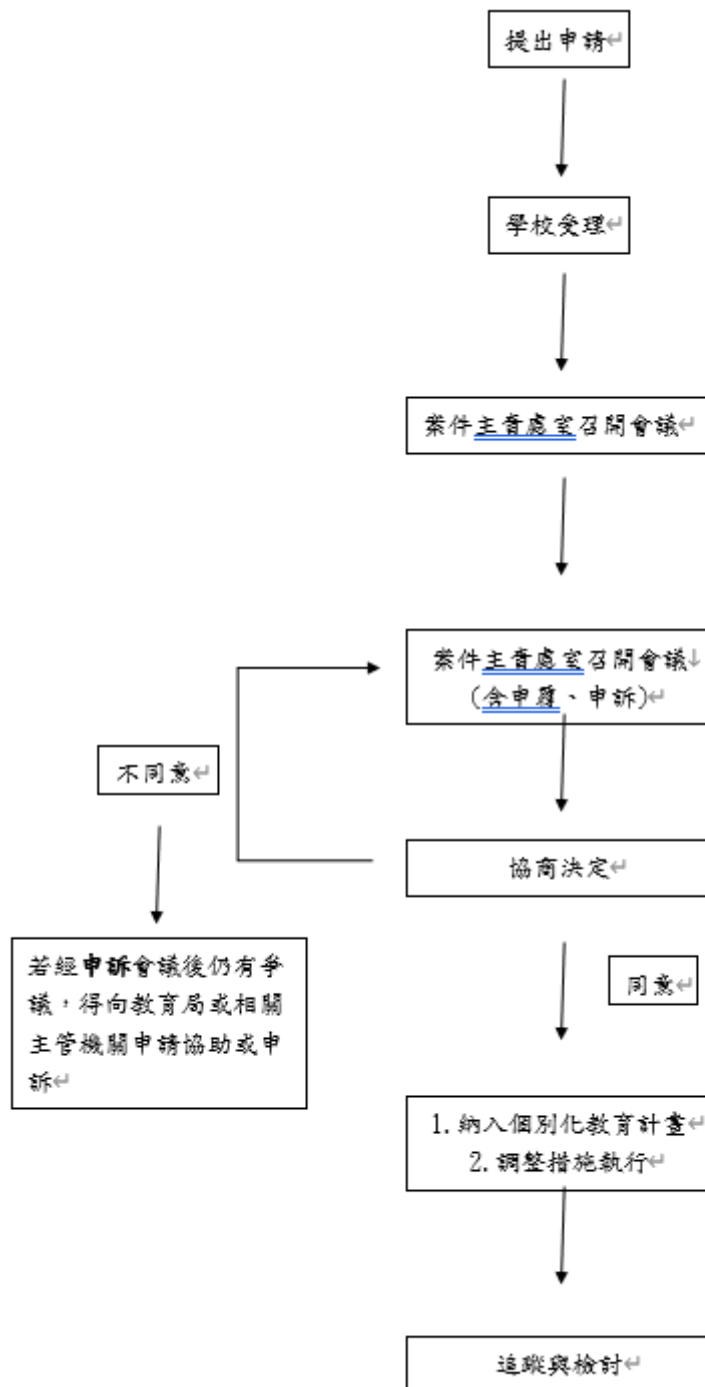 提出申請
學校受理
案件主責處室召開會議
案件主責處室召開會議
(含申覆、申訴)
不同意
協商決定
若經申訴會議後仍有爭
議，得向教育局或相關
主管機關申請協助或申
訴
同意
1.納入個別化教育計畫
2.調整措施執行
追蹤與檢討